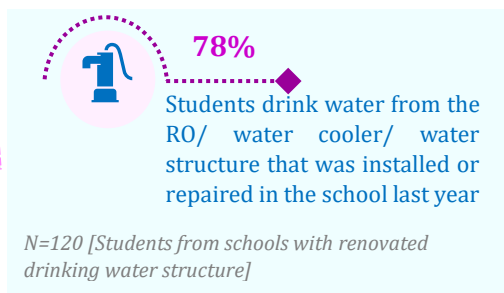 78%
Students drink water from the
RO/ water cooler/ water
structure that was installed or
repaired in the school last year
N=120 [Students from schools with renovated
drinking water structure]